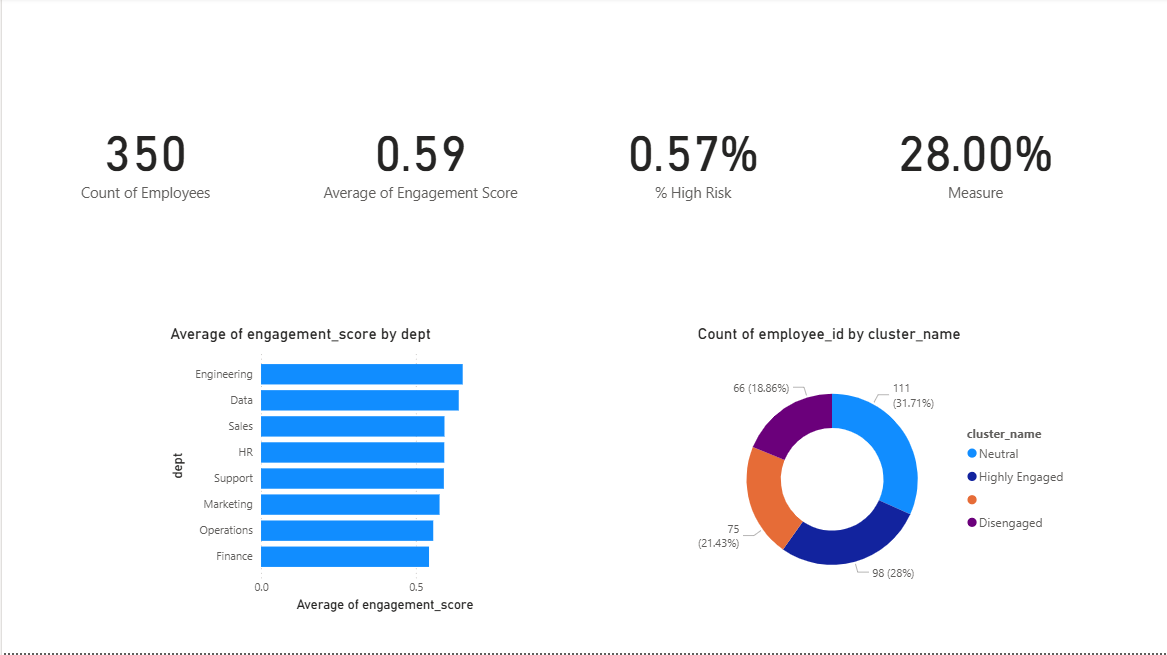 350
Count of Employees
0.59
Average of Engagement Score
0.57%
% High Risk
28.00%
Measure
Average of engagement_score by dept
dept
Engineering
Data
Sales
HR
Support
Marketing
Operations
Finance
0.0
0.5
Average of engagement_score
Count of employee_id by cluster_name
66 (18.86%)
111
(31.71%)
75
(21.43%)
98 (28%)
cluster_name
Neutral
Highly Engaged
Disengaged